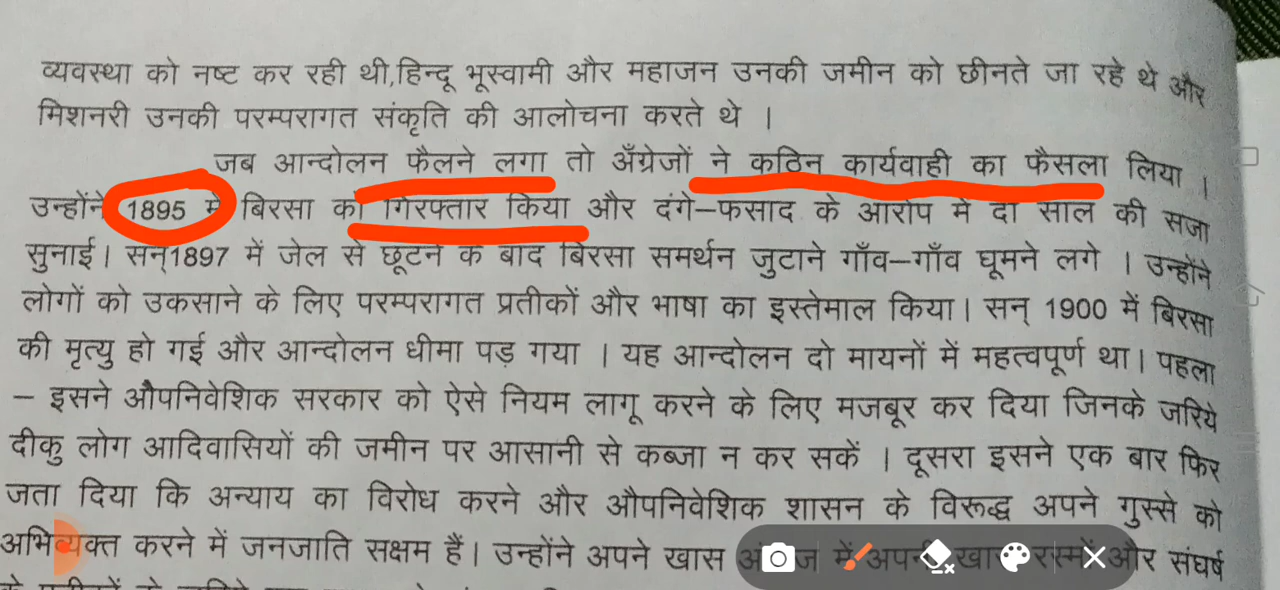 व्यवस्था को नष्ट कर रही थी,हिन्दू भूस्वामी और महाजन उनकी जमीन को छीनते जा रहे थे और
मिशनरी उनकी परम्परागत संकृति की आलोचना करते थे ।
जब आन्दोलन फैलने लगा तो अँग्रेजों ने कठिन कार्यवाही का फैसला लिया ।
उन्होंने 1895 में बिरसा को गिरफ्तार किया और दंगे–फसाद के आरोप में दो साल की सजा
सुनाई। सन्1897 में जेल से छूटने के बाद बिरसा समर्थन जुटाने गाँव–गाँव घूमने लगे । उन्होंने
लोगों को उकसाने के लिए परम्परागत प्रतीकों और भाषा का इस्तेमाल किया। सन् 1900 में बिरसा
की मृत्यु हो गई और आन्दोलन धीमा पड़ गया । यह आन्दोलन दो मायनों में महत्वपूर्ण था। पहला
– इसने औपनिवेशिक सरकार को ऐसे नियम लागू करने के लिए मजबूर कर दिया जिनके जरिये
दीकु लोग आदिवासियों की जमीन पर आसानी से कब्जा न कर सकें । दूसरा इसने एक बार फिर
जता दिया कि अन्याय का विरोध करने और औपनिवेशिक शासन के विरूद्ध अपने गुस्से को
अभिव्यक्त करने में जनजाति सक्षम हैं। उन्होंने अपने खास में अपनी रस्मों और संघर्ष